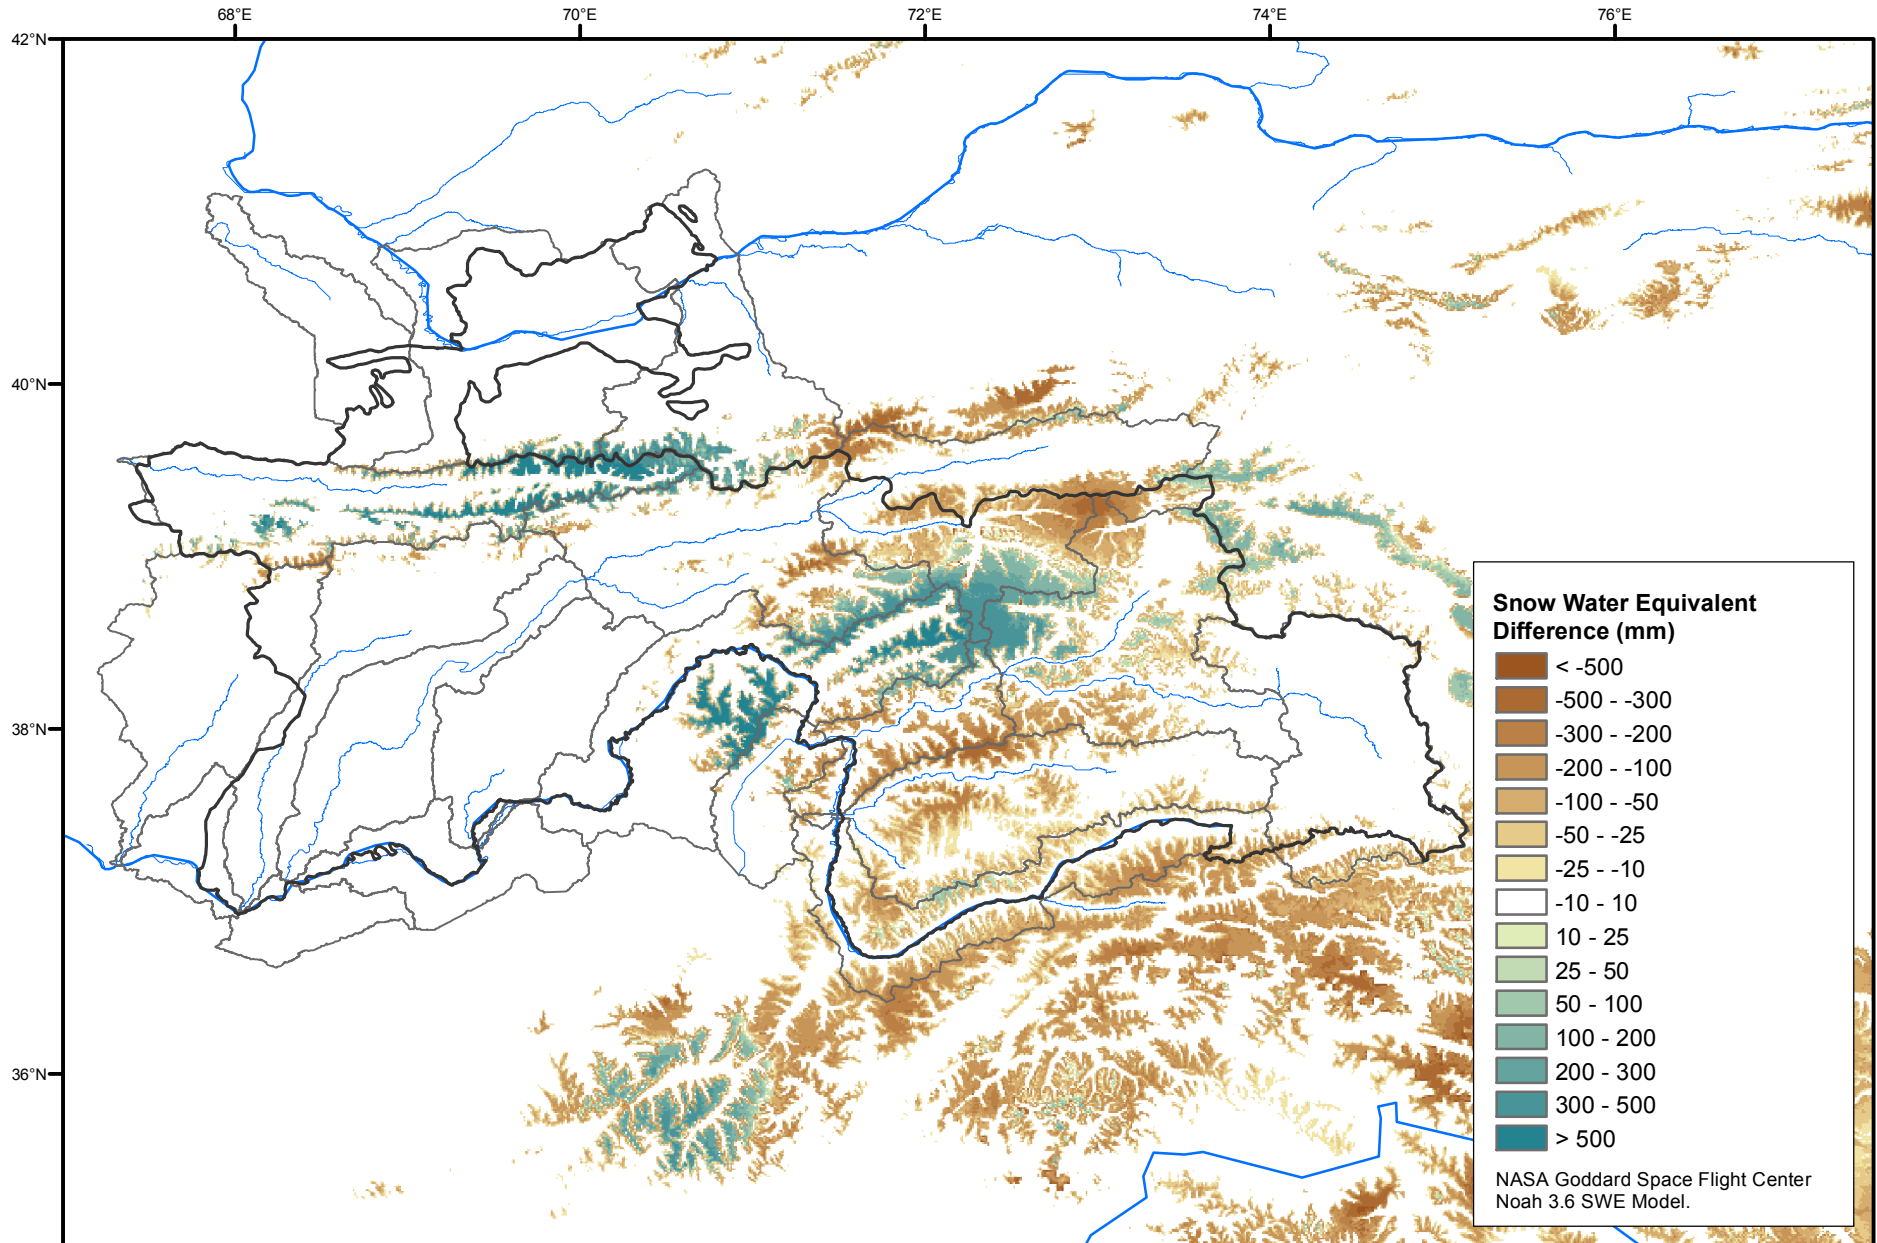 68°E
70°E
72°E
74°E
76°E
42°N
40°N
38°N
36°N
Snow Water Equivalent
Difference (mm)
< -500
-500 - -300
-300 - -200
-200 - -100
-100 - -50
-50 - -25
-25 - -10
-10 - 10
10 - 25
25 - 50
50 - 100
100 - 200
200 - 300
300 - 500
> 500
NASA Goddard Space Flight Center
Noah 3.6 SWE Model.